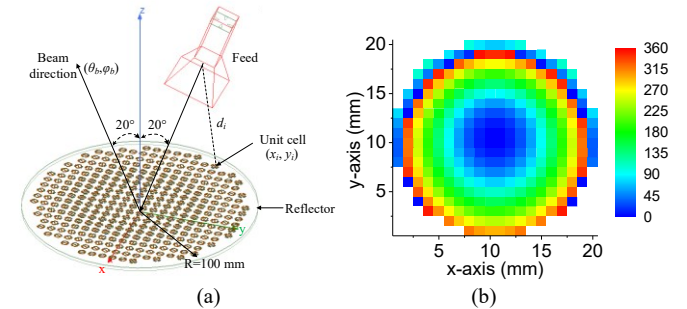 z
Beam
direction
(θb,φb)
Feed
20°
20°
di
Unit cell
(xi, yi)
Reflector
y
x
R=100 mm
(a)
y-axis (mm)
20
15
10
5
5
10
15
20
x-axis (mm)
360
315
270
225
180
135
90
45
0
(b)